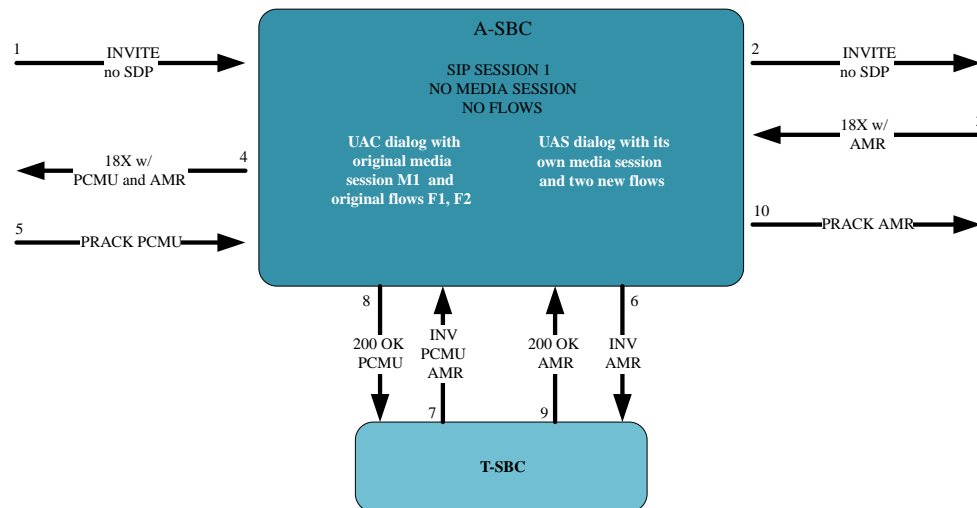 A-SBC
SIP SESSION 1
NO MEDIA SESSION
NO FLOWS
UAC dialog with
original media
session M1 and
original flows F1, F2
UAS dialog with its
own media session
and two new flows
1
INVITE
no SDP
2
INVITE
no SDP
18X w/
AMR
4
18X w/
PCMU and AMR
5
PRACK PCMU
10
PRACK AMR
8
200 OK
PCMU
INV
PCMU
AMR
7
200 OK
AMR
9
6
INV
AMR
T-SBC